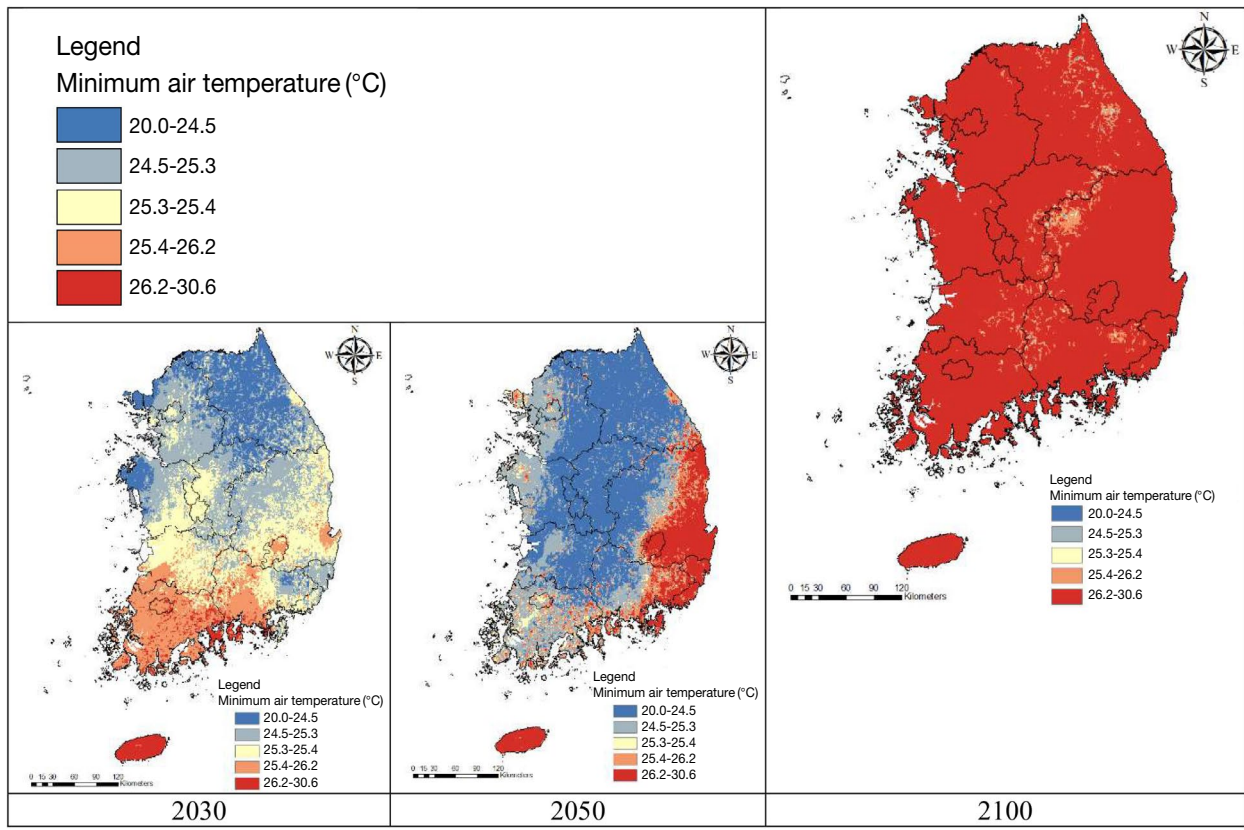 Legend
Minimum air temperature (°C)
20.0-24.5
24.5-25.3
25.3-25.4
25.4-26.2
26.2-30.6
N
W E
S
Legend
Minimum air temperature (°C)
20.0-24.5
24.5-25.3
25.3-25.4
25.4-26.2
26.2-30.6
0 15 30 60 90 120
Kilometers
N
W E
S
Legend
Minimum air temperature (°C)
20.0-24.5
24.5-25.3
25.3-25.4
25.4-26.2
26.2-30.6
0 15 30 60 90 120
Kilometers
N
W E
S
Legend
Minimum air temperature (°C)
20.0-24.5
24.5-25.3
25.3-25.4
25.4-26.2
26.2-30.6
0 15 30 60 90 120
Kilometers
2030
2050
2100